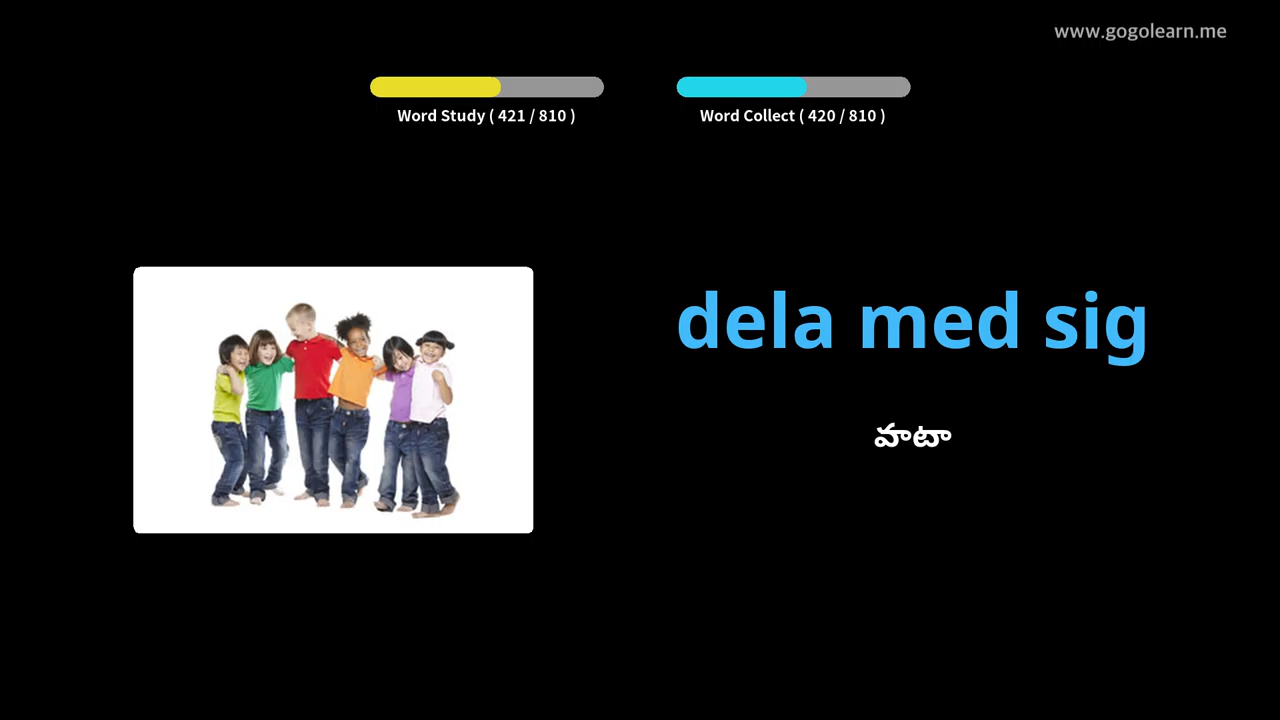 www.gogolearn.me
Word Study ( 421 / 810 )
Word Collect ( 420 / 810 )
dela med sig
వాటా